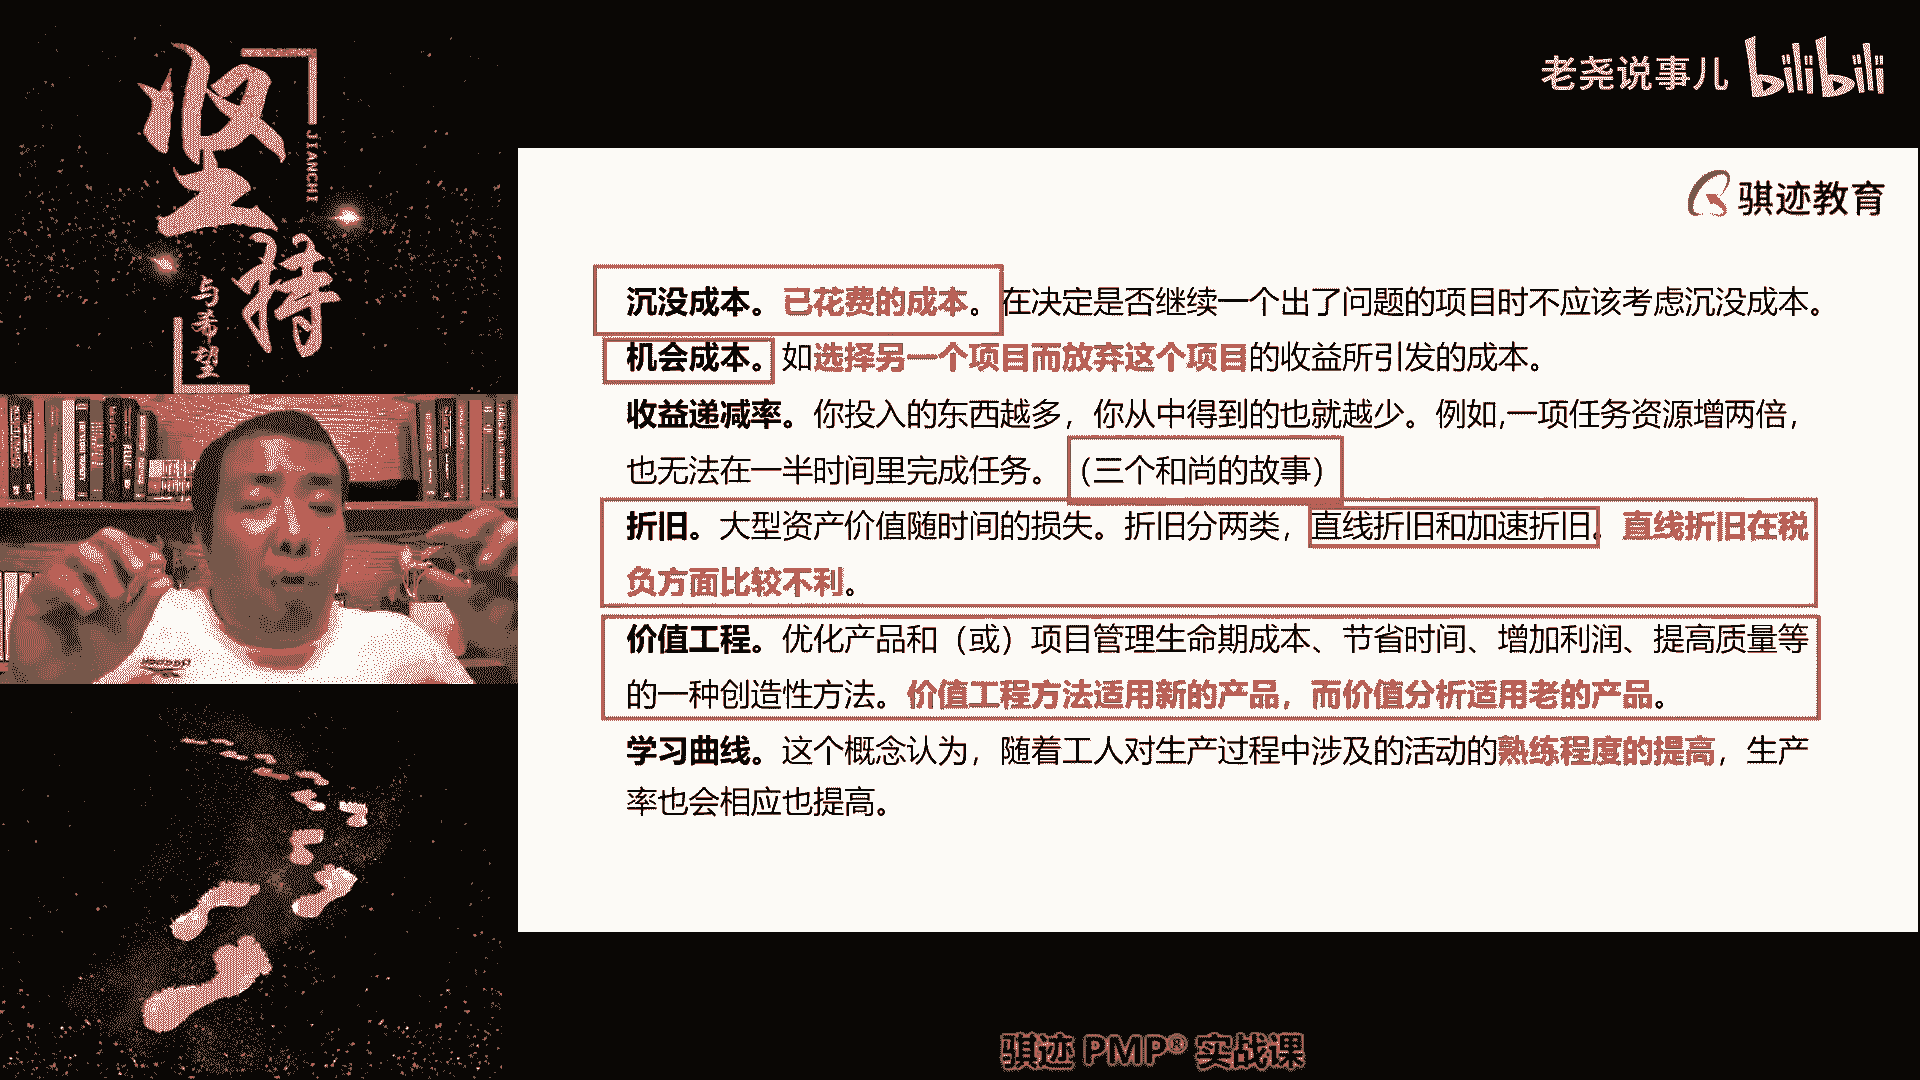 坚持
JIANCHI
与希望
老尧说事儿 bilibili
骐迹教育
沉没成本。已花费的成本。在决定是否继续一个出了问题的项目时不应该考虑沉没成本。
机会成本。如选择另一个项目而放弃这个项目的收益所引发的成本。
收益递减率。你投入的东西越多，你从中得到的也就越少。例如,一项任务资源增两倍，
也无法在一半时间里完成任务。（三个和尚的故事）
折旧。大型资产价值随时间的损失。折旧分两类，直线折旧和加速折旧。直线折旧在税
负方面比较不利。
价值工程。优化产品和（或）项目管理生命期成本、节省时间、增加利润、提高质量等
的一种创造性方法。价值工程方法适用新的产品，而价值分析适用老的产品。
学习曲线。这个概念认为，随着工人对生产过程中涉及的活动的熟练程度的提高，生产
率也会相应也提高。
骐迹 PMP® 实战课